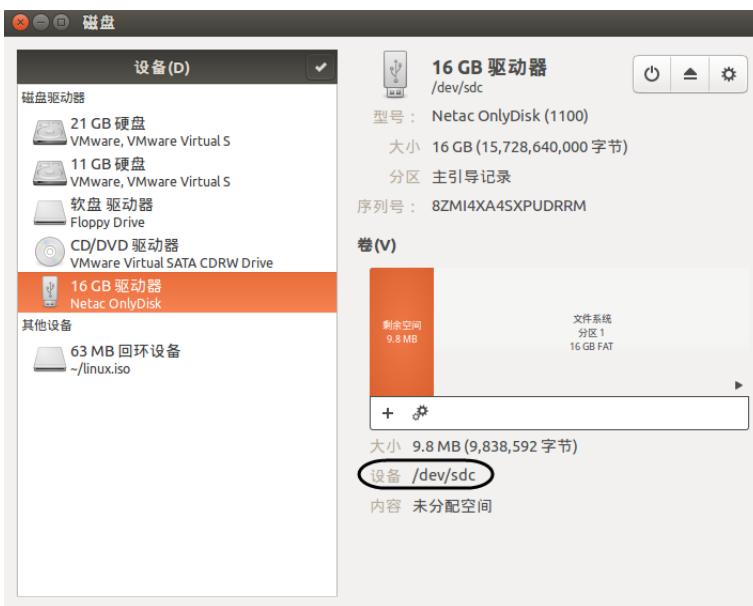 磁盘
设备(D)
磁盘驱动器
21 GB 硬盘
VMware, VMware Virtual S
11 GB 硬盘
VMware, VMware Virtual S
软盘 驱动器
Floppy Drive
CD/DVD 驱动器
VMware Virtual SATA CDRW Drive
16 GB 驱动器
Netac OnlyDisk
其他设备
63 MB 回环设备
~/linux.iso
16 GB 驱动器
/dev/sdc
型号： Netac OnlyDisk (1100)
大小 16 GB (15,728,640,000 字节)
分区 主引导记录
序列号： 8ZMI4XA4SXPUDRRM
卷(V)
剩余空间
9.8 MB
文件系统
分区 1
16 GB FAT
大小 9.8 MB (9,838,592 字节)
设备 /dev/sdc
内容 未分配空间